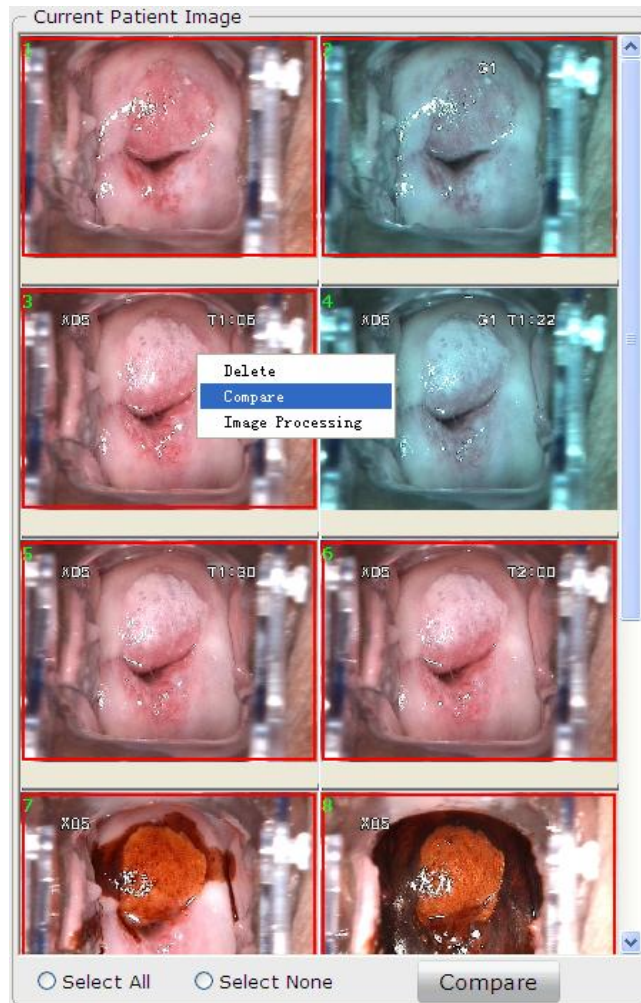 Current Patient Image
1
2
G1
3
X05
T1:06
4
X05
G1 T1:22
Delete
Compare
Image Processing
5
X05
T1:30
6
X05
T2:00
7
X05
8
X05
Select All
Select None
Compare